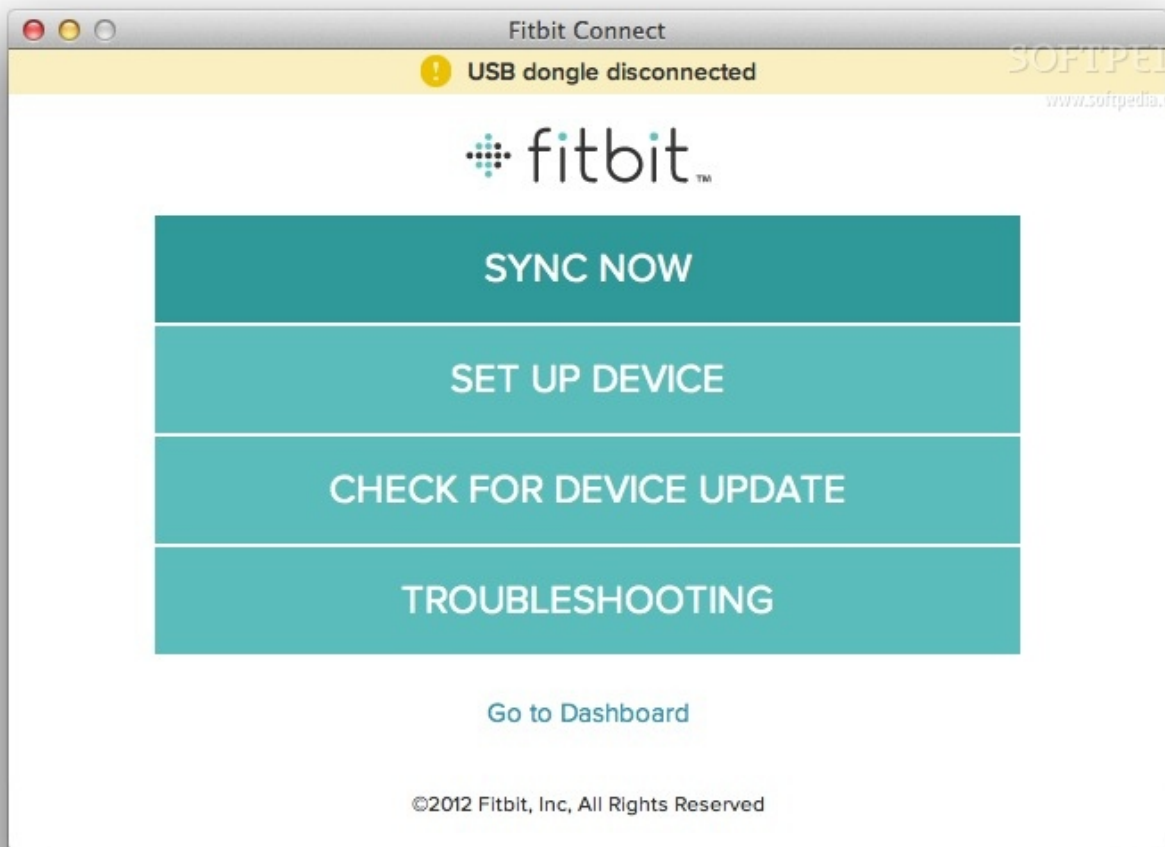 Fitbit Connect
USB dongle disconnected
fitbit™
SYNC NOW
SET UP DEVICE
CHECK FOR DEVICE UPDATE
TROUBLESHOOTING
Go to Dashboard
©2012 Fitbit, Inc, All Rights Reserved